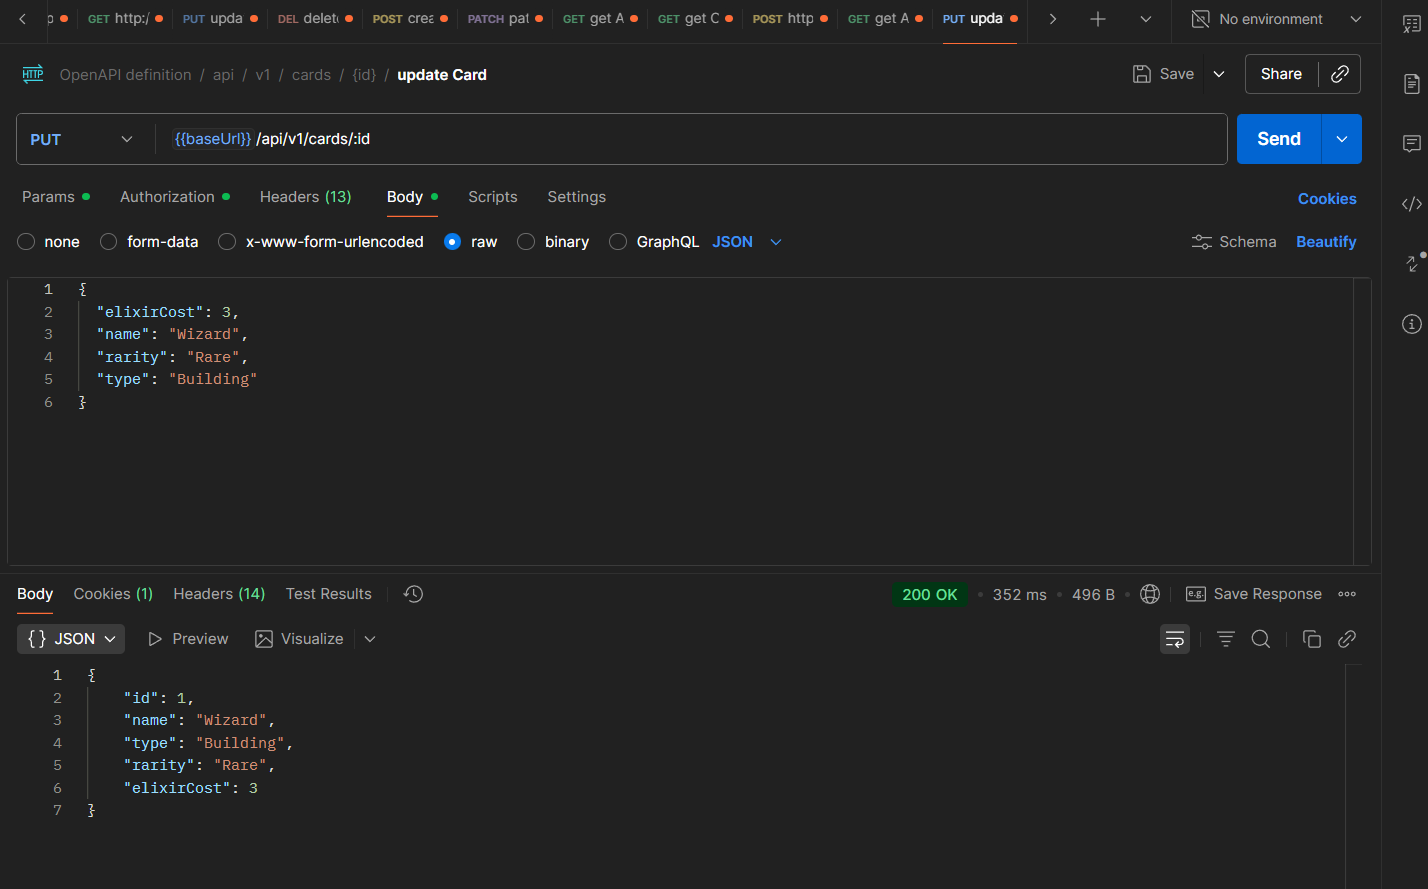 GET http:/ PUT upda DEL delet POST crea PATCH pat GET get A GET get C POST http GET get A PUT upda No environment
HTTP OpenAPI definition / api / v1 / cards / {id} / update Card Save Share
PUT {{baseUrl}} /api/v1/cards/:id Send
Params Authorization Headers (13) Body Scripts Settings Cookies
none form-data x-www-form-urlencoded raw binary GraphQL JSON Schema Beautify
1 {
2 "elixirCost": 3,
3 "name": "Wizard",
4 "rarity": "Rare",
5 "type": "Building"
6 }
Body Cookies (1) Headers (14) Test Results 200 OK • 352 ms • 496 B • e.g. Save Response
{} JSON Preview Visualize
1 {
2 "id": 1,
3 "name": "Wizard",
4 "type": "Building",
5 "rarity": "Rare",
6 "elixirCost": 3
7 }